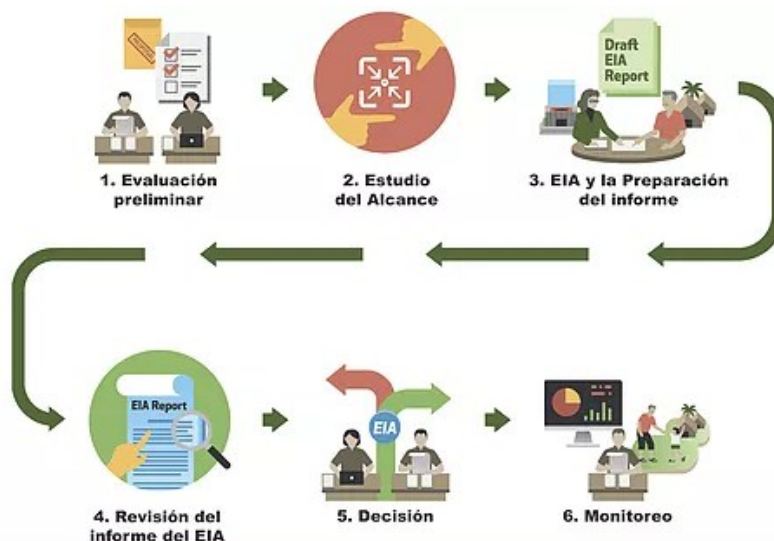 Draft
EIA
Report
1. Evaluación
preliminar
2. Estudio
del Alcance
3. EIA y la Preparación
del informe
EIA Report
EIA
4. Revisión del
informe del EIA
5. Decisión
6. Monitoreo